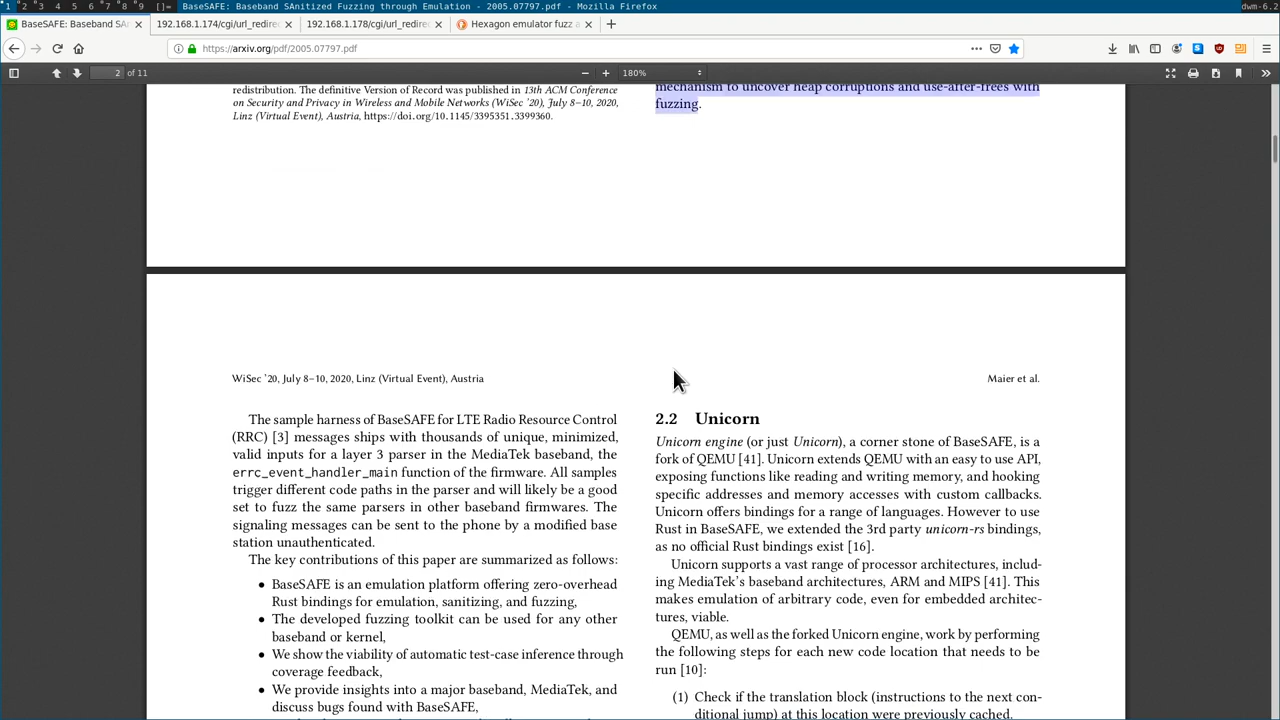 1 2 3 4 5 6 7 8 9 []= BaseSAFE: Baseband SAnitized Fuzzing through Emulation - 2005.07797.pdf - Mozilla Firefox dwm-6.2
BaseSAFE: Baseband SAn × 192.168.1.174/cgi/url_redire × 192.168.1.178/cgi/url_redire × Hexagon emulator fuzz a × +
https://arxiv.org/pdf/2005.07797.pdf
2 of 11 180%
redistribution. The definitive Version of Record was published in 13th ACM Conference
on Security and Privacy in Wireless and Mobile Networks (WiSec '20), July 8–10, 2020,
Linz (Virtual Event), Austria, https://doi.org/10.1145/3395351.3399360.
mechanism to uncover heap corruptions and use-after-frees with
fuzzing.
WiSec '20, July 8–10, 2020, Linz (Virtual Event), Austria
Maier et al.
The sample harness of BaseSAFE for LTE Radio Resource Control
(RRC) [3] messages ships with thousands of unique, minimized,
valid inputs for a layer 3 parser in the MediaTek baseband, the
errc_event_handler_main function of the firmware. All samples
trigger different code paths in the parser and will likely be a good
set to fuzz the same parsers in other baseband firmwares. The
signaling messages can be sent to the phone by a modified base
station unauthenticated.
The key contributions of this paper are summarized as follows:
• BaseSAFE is an emulation platform offering zero-overhead
Rust bindings for emulation, sanitizing, and fuzzing,
• The developed fuzzing toolkit can be used for any other
baseband or kernel,
• We show the viability of automatic test-case inference through
coverage feedback,
• We provide insights into a major baseband, MediaTek, and
discuss bugs found with BaseSAFE,
2.2 Unicorn
Unicorn engine (or just Unicorn), a corner stone of BaseSAFE, is a
fork of QEMU [41]. Unicorn extends QEMU with an easy to use API,
exposing functions like reading and writing memory, and hooking
specific addresses and memory accesses with custom callbacks.
Unicorn offers bindings for a range of languages. However to use
Rust in BaseSAFE, we extended the 3rd party unicorn-rs bindings,
as no official Rust bindings exist [16].
Unicorn supports a vast range of processor architectures, includ-
ing MediaTek's baseband architectures, ARM and MIPS [41]. This
makes emulation of arbitrary code, even for embedded architec-
tures, viable.
QEMU, as well as the forked Unicorn engine, work by performing
the following steps for each new code location that needs to be
run [10]:
(1) Check if the translation block (instructions to the next con-
ditional jump) at this location were previously cached.